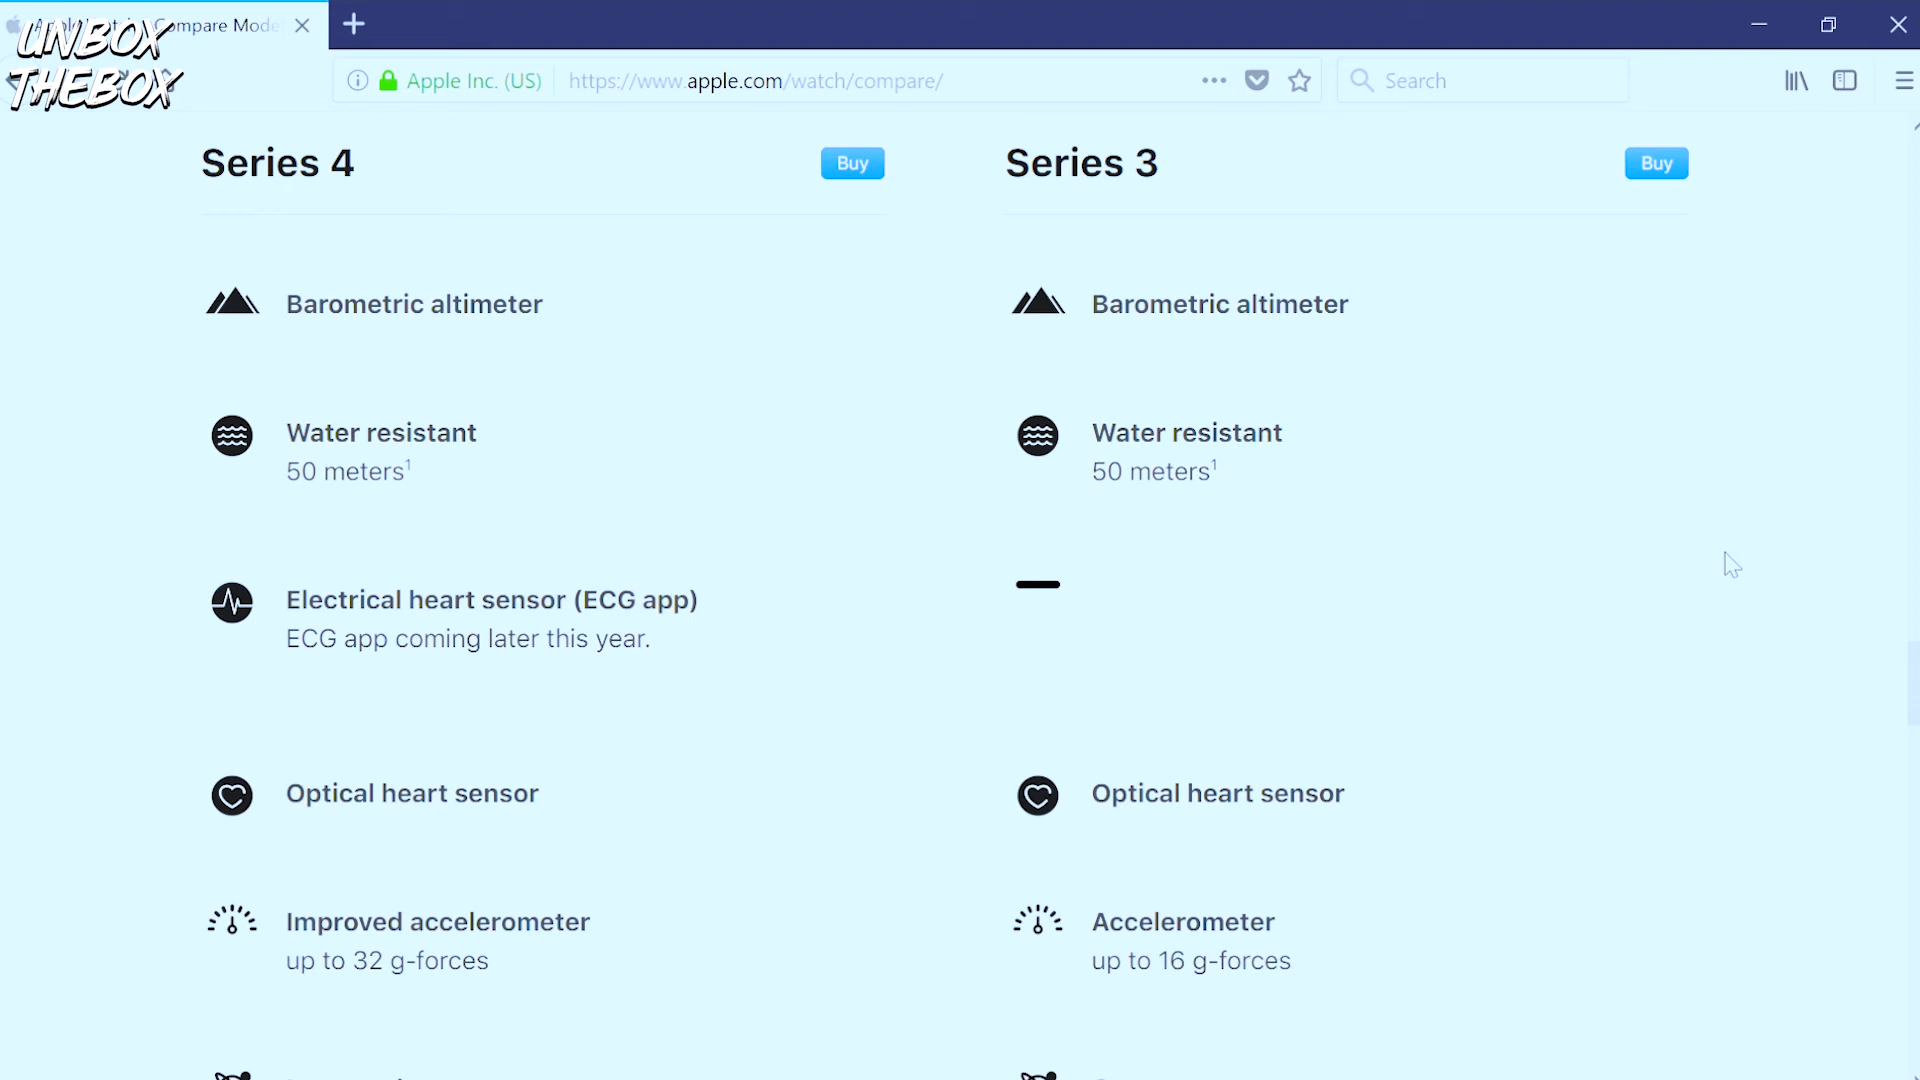 Compare Mode
UNBOX
THEBOX
Apple Inc. (US)
https://www.apple.com/watch/compare/
Search
Series 4
Buy
Series 3
Buy
Barometric altimeter
Barometric altimeter
Water resistant
50 meters¹
Water resistant
50 meters¹
Electrical heart sensor (ECG app)
ECG app coming later this year.
Optical heart sensor
Optical heart sensor
Improved accelerometer
up to 32 g-forces
Accelerometer
up to 16 g-forces